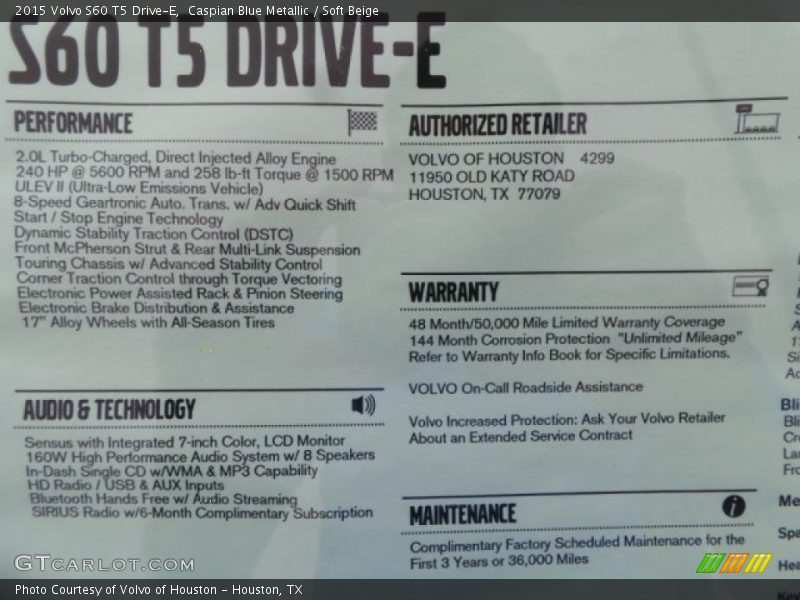 2015 Volvo S60 T5 Drive-E, Caspian Blue Metallic / Soft Beige
S60 T5 DRIVE-E
PERFORMANCE
2.0L Turbo-Charged, Direct Injected Alloy Engine
240 HP @ 5600 RPM and 258 lb-ft Torque @ 1500 RPM
ULEV II (Ultra-Low Emissions Vehicle)
8-Speed Geartronic Auto. Trans. w/ Adv Quick Shift
Start / Stop Engine Technology
Dynamic Stability Traction Control (DSTC)
Front McPherson Strut & Rear Multi-Link Suspension
Touring Chassis w/ Advanced Stability Control
Corner Traction Control through Torque Vectoring
Electronic Power Assisted Rack & Pinion Steering
Electronic Brake Distribution & Assistance
17" Alloy Wheels with All-Season Tires
AUDIO & TECHNOLOGY
Sensus with Integrated 7-inch Color, LCD Monitor
160W High Performance Audio System w/ 8 Speakers
In-Dash Single CD w/WMA & MP3 Capability
HD Radio / USB & AUX Inputs
Bluetooth Hands Free w/ Audio Streaming
SIRIUS Radio w/6-Month Complimentary Subscription
AUTHORIZED RETAILER
VOLVO OF HOUSTON 4299
11950 OLD KATY ROAD
HOUSTON, TX 77079
WARRANTY
48 Month/50,000 Mile Limited Warranty Coverage
144 Month Corrosion Protection "Unlimited Mileage"
Refer to Warranty Info Book for Specific Limitations.
VOLVO On-Call Roadside Assistance
Volvo Increased Protection: Ask Your Volvo Retailer
About an Extended Service Contract
MAINTENANCE
Complimentary Factory Scheduled Maintenance for the
First 3 Years or 36,000 Miles
GTCARLOT.COM
Photo Courtesy of Volvo of Houston - Houston, TX